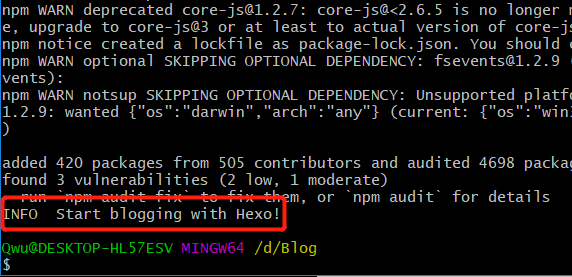 npm WARN deprecated core-js@1.2.7: core-js@<2.6.5 is no longer
e, upgrade to core-js@3 or at least to actual version of core-js
npm notice created a lockfile as package-lock.json. You should
npm WARN optional SKIPPING OPTIONAL DEPENDENCY: fsevents@1.2.9 (
vents):
npm WARN notsup SKIPPING OPTIONAL DEPENDENCY: Unsupported
1.2.9: wanted {"os":"darwin","arch":"any"} (current: {"os":
)
added 420 packages from 505 contributors and audited 4698
found 3 vulnerabilities (2 low, 1 moderate)
run `npm audit fix` to fix them, or `npm audit` for details
INFO Start blogging with Hexo!
Qwu@DESKTOP-HL57ESV MINGW64 /d/Blog
$